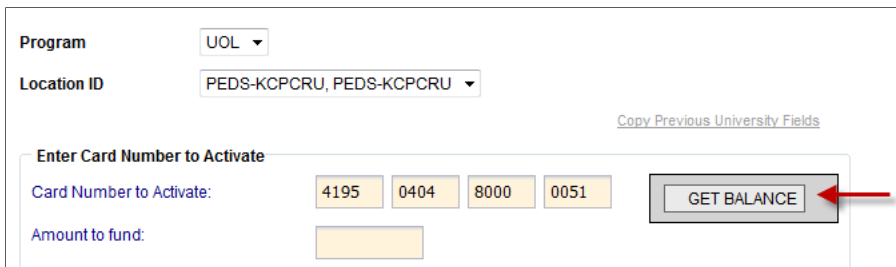 Program UOL
Location ID PEDS-KCPCRU, PEDS-KCPCRU
Copy Previous University Fields
Enter Card Number to Activate
Card Number to Activate: 4195 0404 8000 0051 GET BALANCE
Amount to fund: